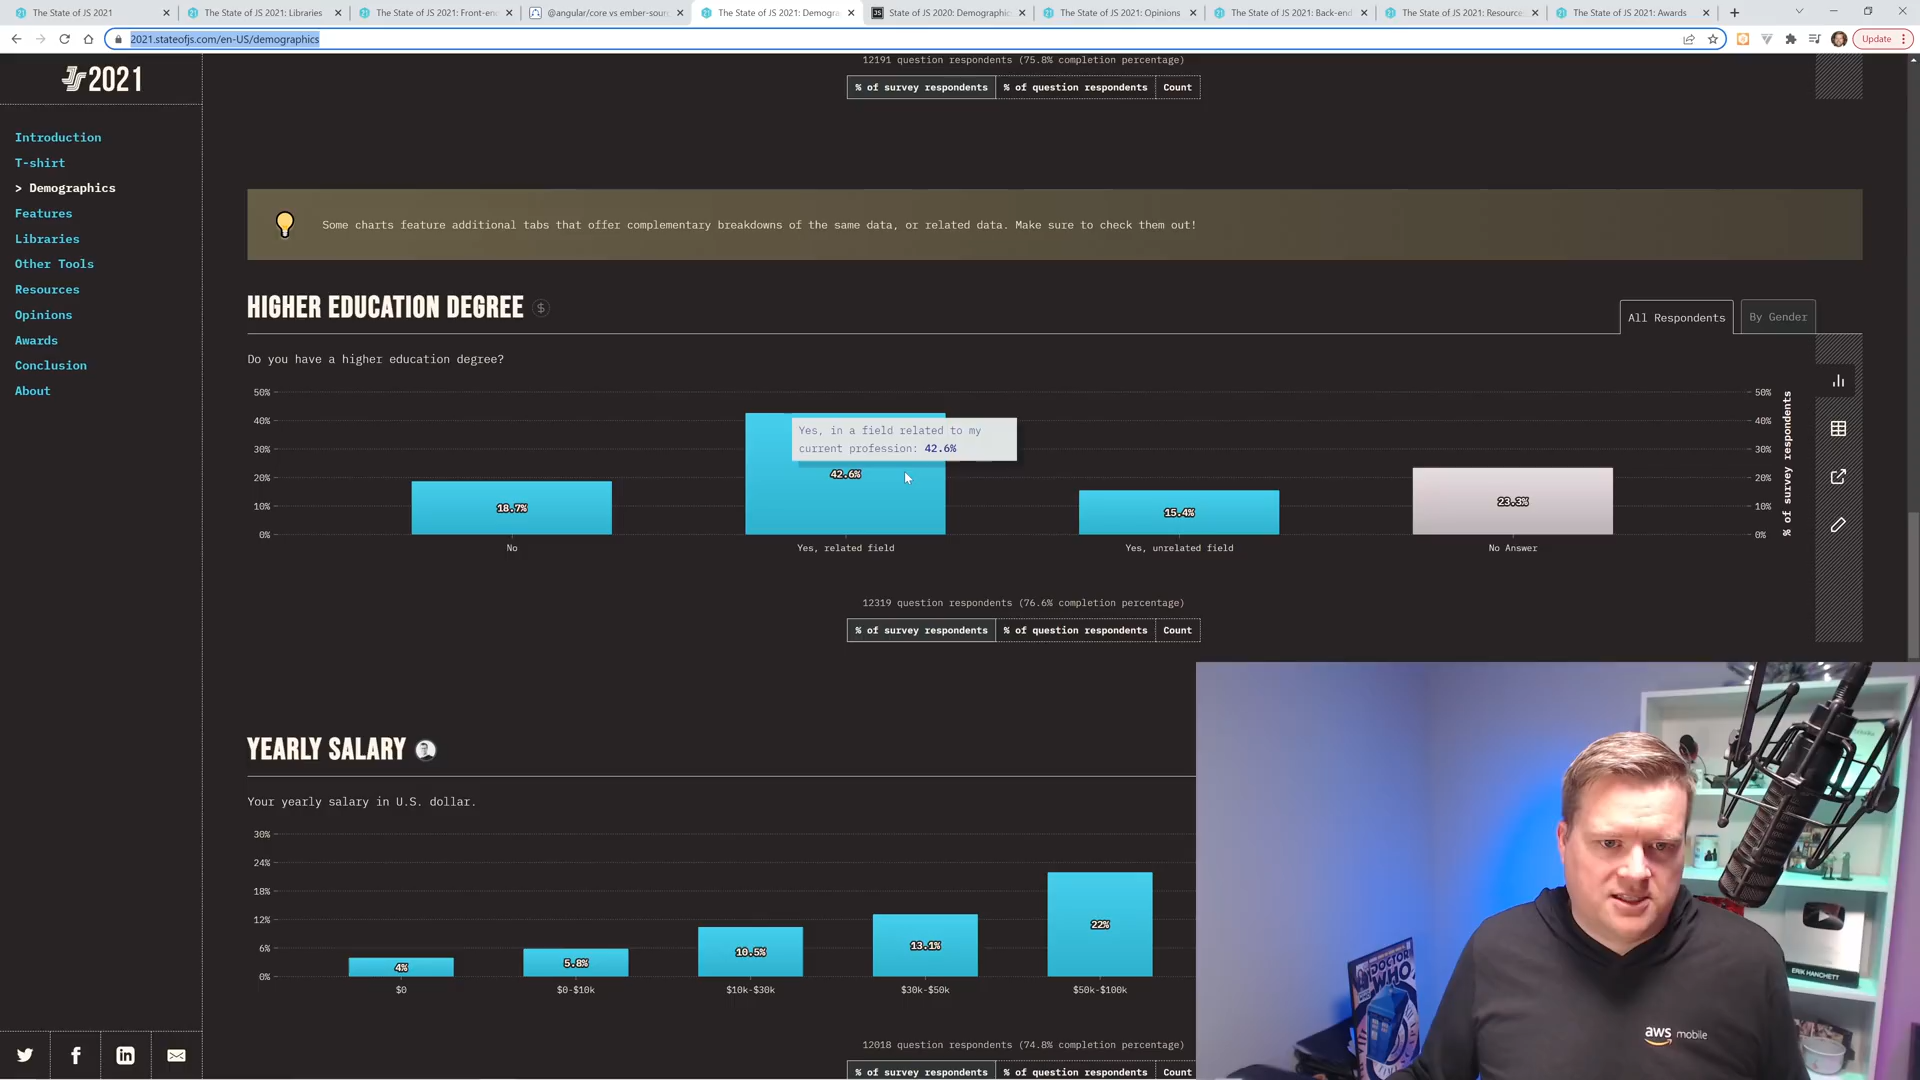 The State of JS 2021
The State of JS 2021: Libraries
The State of JS 2021: Front-en
@angular/core vs ember-sour
The State of JS 2021: Demogra
State of JS 2020: Demographic
The State of JS 2021: Opinions
The State of JS 2021: Back-end
The State of JS 2021: Resource
The State of JS 2021: Awards
2021.stateofjs.com/en-US/demographics
Update
JS 2021
Introduction
T-shirt
> Demographics
Features
Libraries
Other Tools
Resources
Opinions
Awards
Conclusion
About
12191 question respondents (75.8% completion percentage)
% of survey respondents % of question respondents Count
Some charts feature additional tabs that offer complementary breakdowns of the same data, or related data. Make sure to check them out!
HIGHER EDUCATION DEGREE $
All Respondents By Gender
Do you have a higher education degree?
50% 50%
40% 40%
30% 30%
20% 20%
10% 10%
0% 0%
% of survey respondents
Yes, in a field related to my
current profession: 42.6%
18.7% 42.6% 15.4% 23.3%
No Yes, related field Yes, unrelated field No Answer
12319 question respondents (76.6% completion percentage)
% of survey respondents % of question respondents Count
YEARLY SALARY
Your yearly salary in U.S. dollar.
30%
24%
18%
12%
6%
0%
4% 5.8% 10.5% 13.1% 22%
$0 $0-$10k $10k-$30k $30k-$50k $50k-$100k
12018 question respondents (74.8% completion percentage)
% of survey respondents % of question respondents Count
DOCTOR
WHO
ERIK HANCHETT
aws mobile